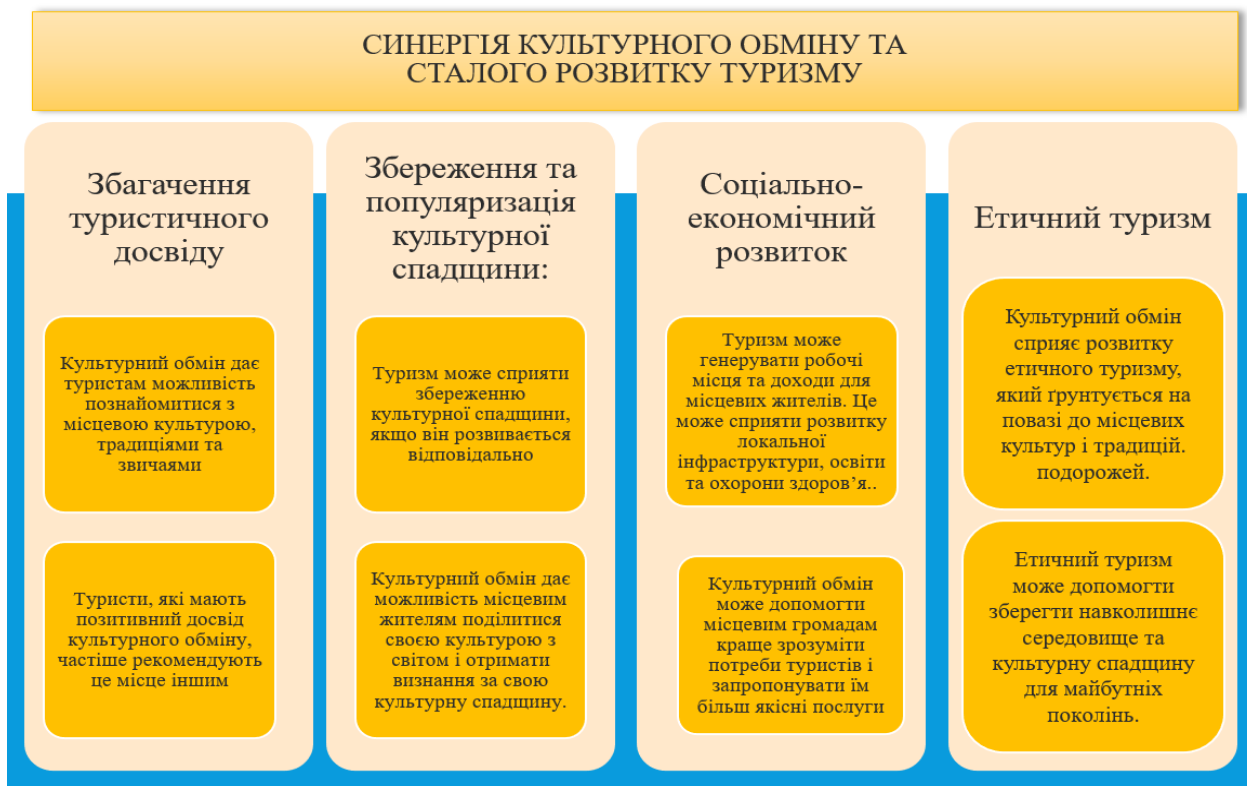 СИНЕРГІЯ КУЛЬТУРНОГО ОБМІНУ ТА
СТАЛОГО РОЗВИТКУ ТУРИЗМУ
Збагачення
туристичного
досвіду
Культурний обмін дає
туристам можливість
познайомитися з
місцевою культурою,
традиціями та
звичаями
Туристи, які мають
позитивний досвід
культурного обміну,
частіше рекомендують
це місце іншим
Збереження та
популяризація
культурної
спадщини:
Туризм може сприяти
збереженню
культурної спадщини,
якщо він розвивається
відповідально
Культурний обмін дає
можливість місцевим
жителям поділитися
своєю культурою з
світом і отримати
визнання за свою
культурну спадщину.
Соціально-
економічний
розвиток
Туризм може
генерувати робочі
місця та доходи для
місцевих жителів. Це
може сприяти розвитку
локальної
інфраструктури, освіти
та охорони здоров’я..
Культурний обмін
може допомогти
місцевим громадам
краще зрозуміти
потреби туристів і
запропонувати їм
більш якісні послуги
Етичний туризм
Культурний обмін
сприяє розвитку
етичного туризму,
який ґрунтується на
повазі до місцевих
культур і традицій.
подорожей.
Етичний туризм
може допомогти
зберегти навколишнє
середовище та
культурну спадщину
для майбутніх
поколінь.